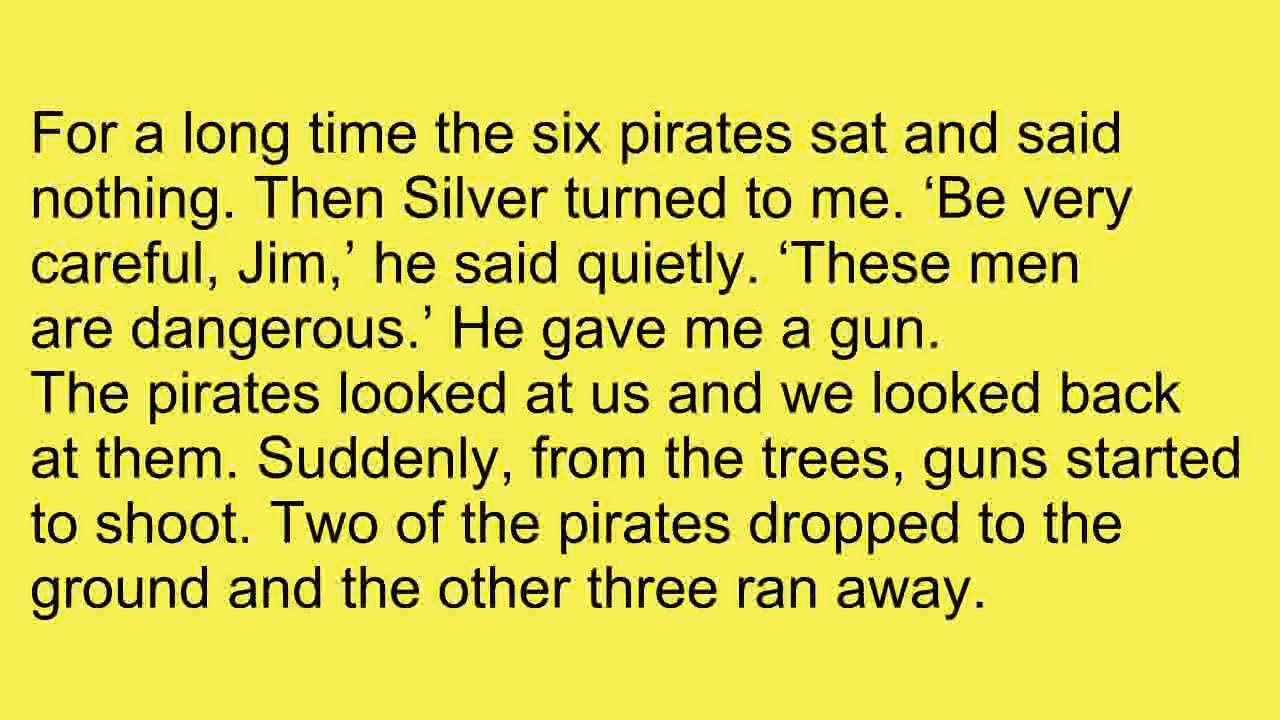 For a long time the six pirates sat and said
nothing. Then Silver turned to me. ‘Be very
careful, Jim,’ he said quietly. ‘These men
are dangerous.’ He gave me a gun.
The pirates looked at us and we looked back
at them. Suddenly, from the trees, guns started
to shoot. Two of the pirates dropped to the
ground and the other three ran away.